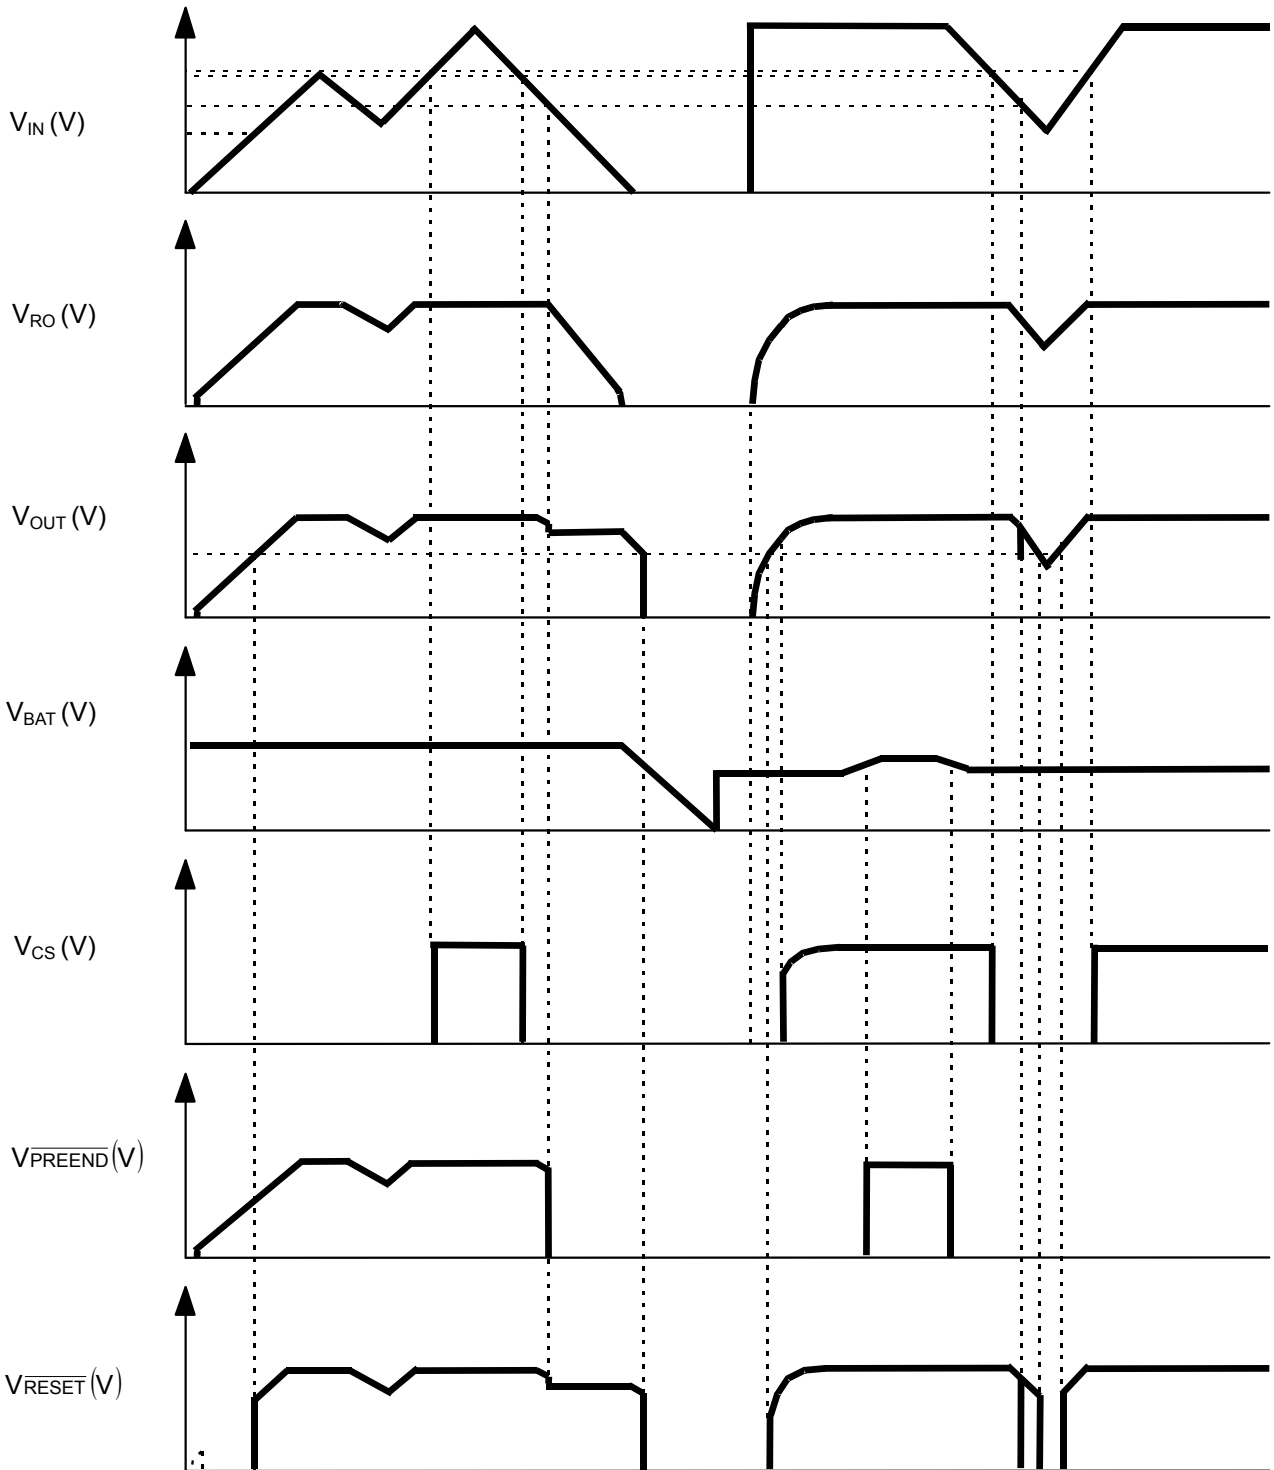 VIN (V)
VRO (V)
VOUT (V)
VBAT (V)
VCS (V)
VPREEND (V)
VRESET (V)